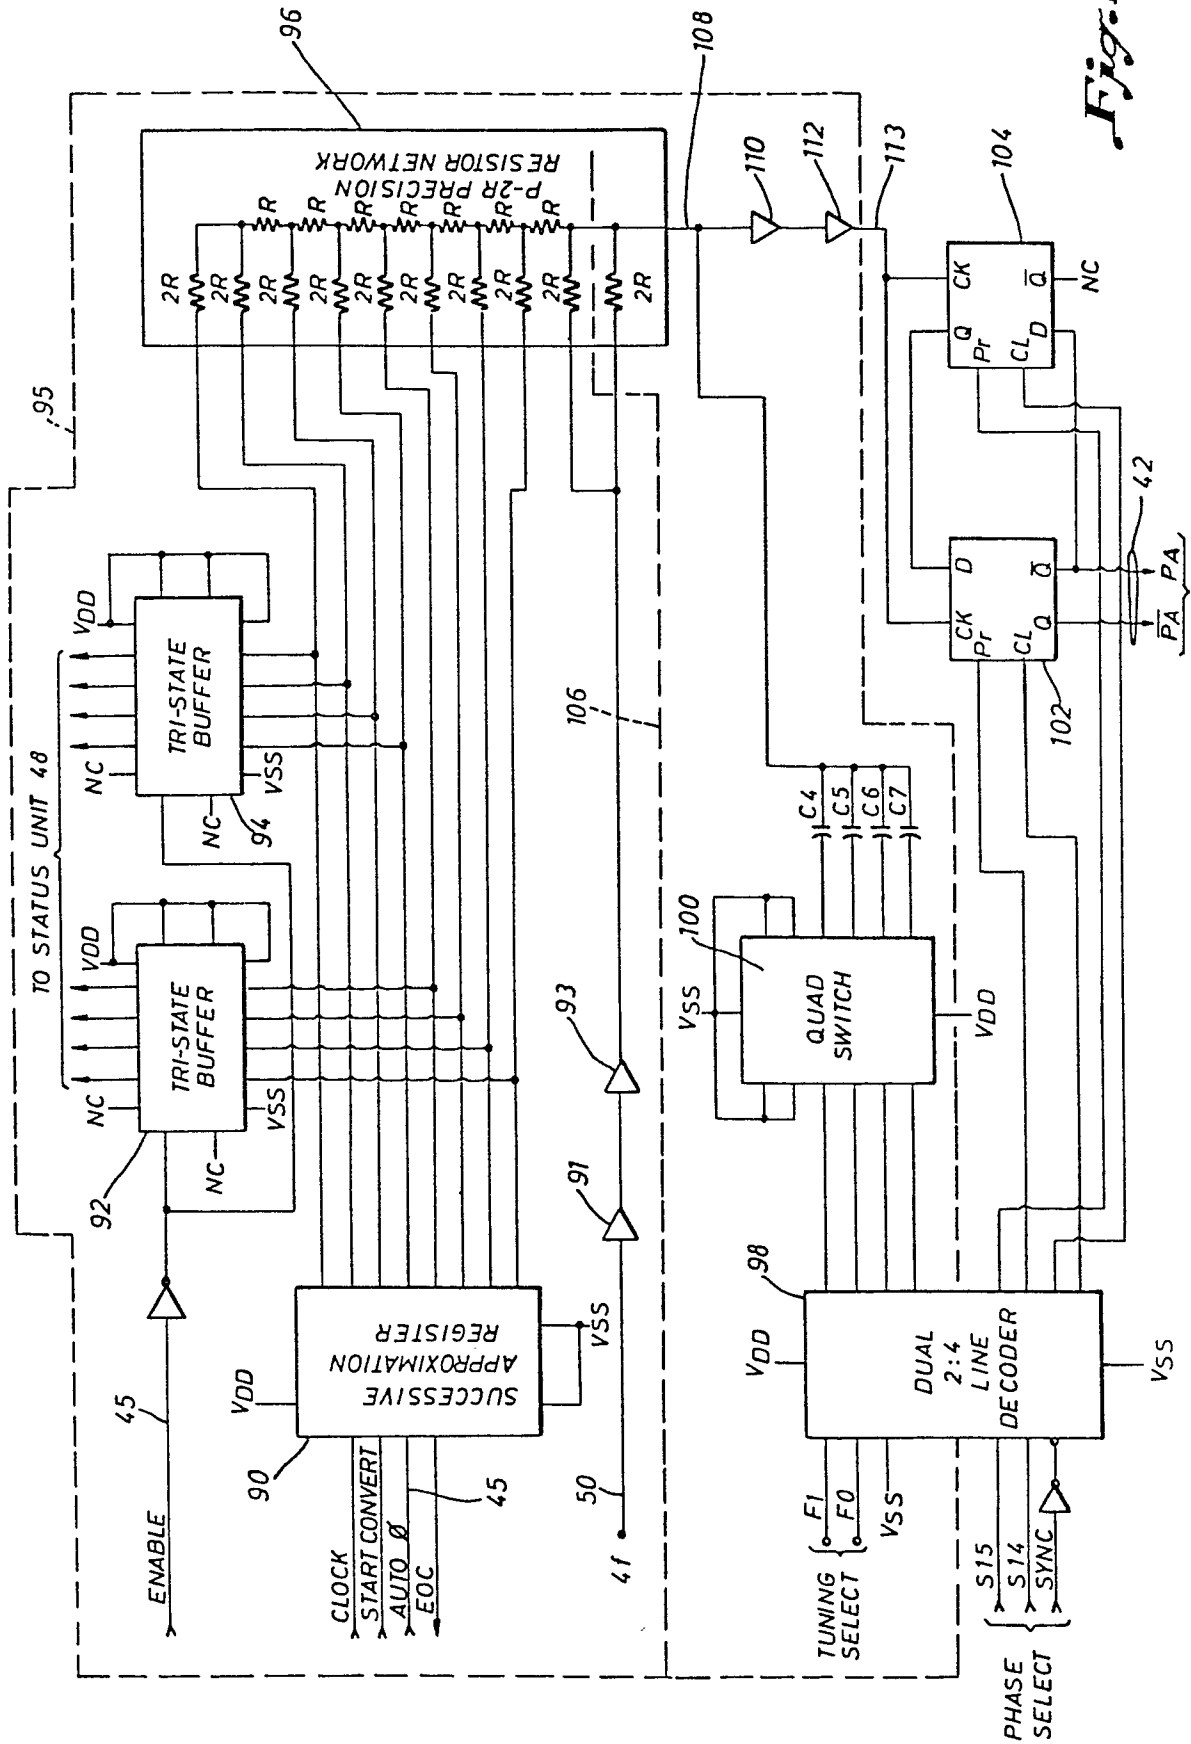 TO STATUS UNIT 48
95
96
ENABLE
45
92
NC
VDD
TRI-STATE
BUFFER
NC
VSS
NC
VDD
TRI-STATE
BUFFER
NC
VSS
94
90
VDD
CLOCK
START CONVERT
AUTO Ø
EOC
45
SUCCESSIVE
APPROXIMATION
REGISTER
VSS
2R
2R
2R
2R
2R
2R
2R
2R
2R
R
R
R
R
R
R
R
P-2R PRECISION
RESISTOR NETWORK
4f
50
91
93
106
108
110
112
113
TUNING
SELECT
F1
F0
VSS
VDD
98
DUAL
2:4
LINE
DECODER
VSS
PHASE
SELECT
S15
S14
SYNC
VSS
100
QUAD
SWITCH
VDD
C4
C5
C6
C7
102
CK
D
Pr
CL
Q
Q̅
P̅A̅ PA
42
104
CK
Q
Pr
CL
D
Q̅
NC
Fig.